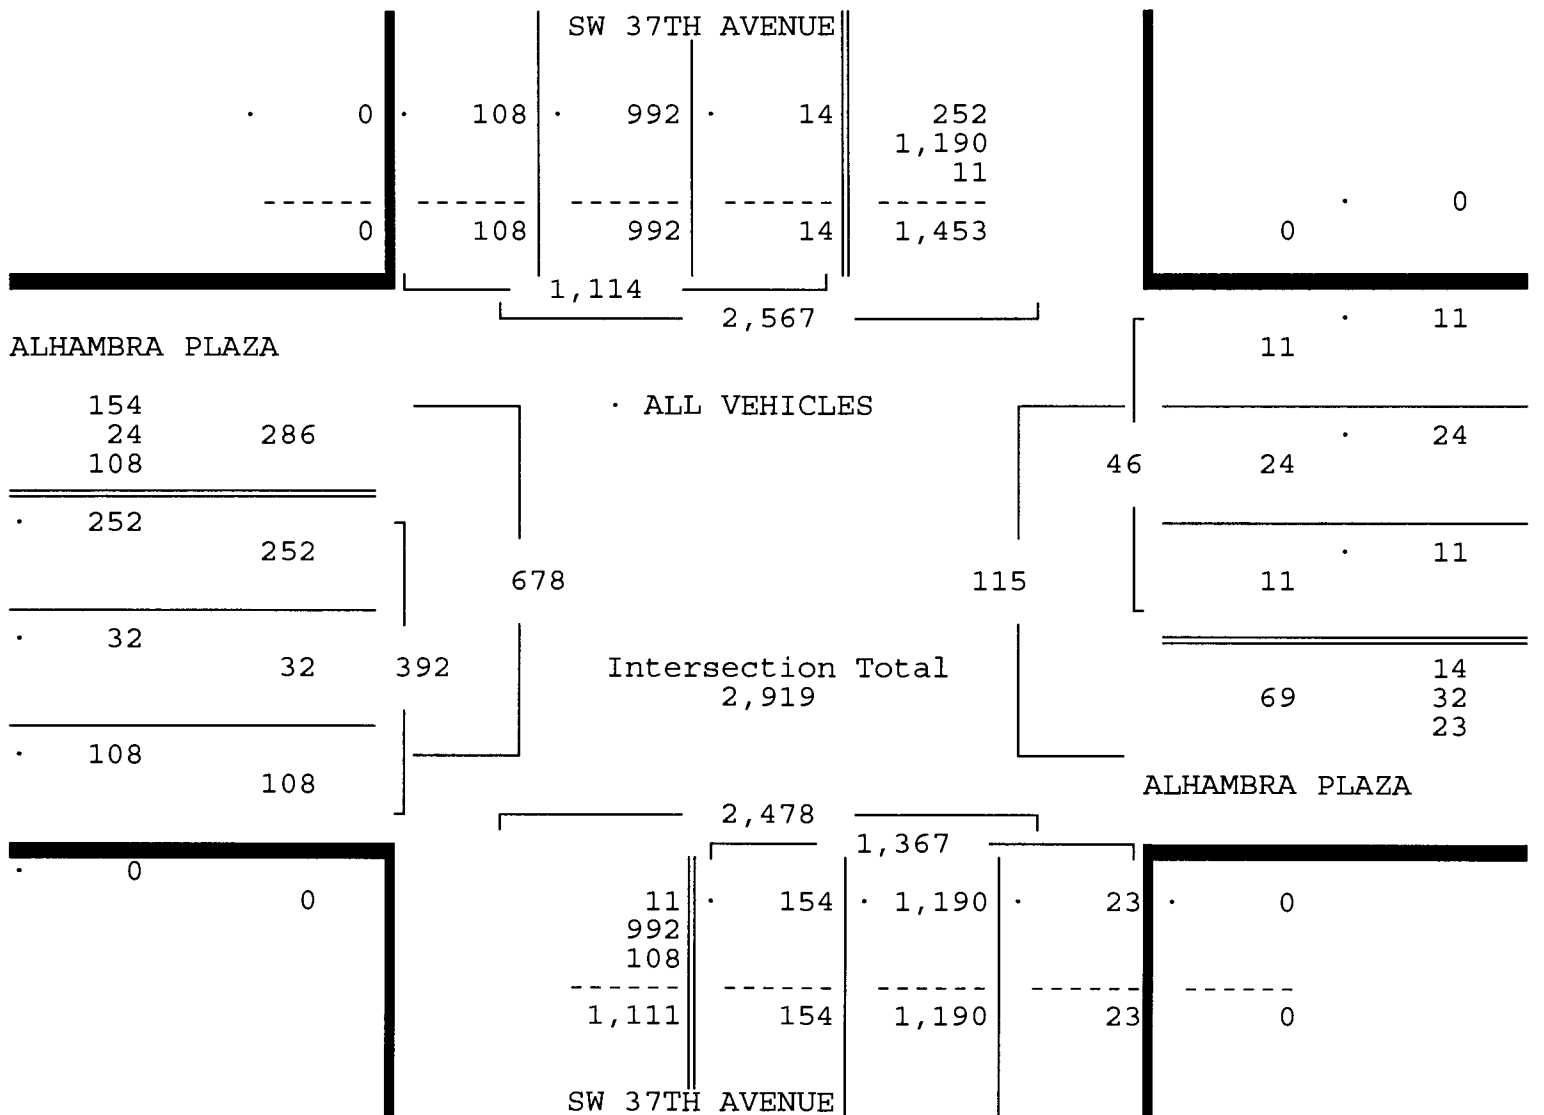 SW 37TH AVENUE
· 0 · 108 · 992 · 14 252
1,190
11
------ ------ ------ ------ ------ · 0
0 108 992 14 1,453 0
1,114
2,567 · 11
ALHAMBRA PLAZA 11
154 · ALL VEHICLES
24 286 · 24
108 46 24
· 252
252 · 11
678 115 11
· 32
32 392 Intersection Total 14
2,919 69 32
23
· 108
108 ALHAMBRA PLAZA
2,478
1,367
· 0
0 11 · 154 · 1,190 · 23 · 0
992
108
------ ------ ------ ------ ------
1,111 154 1,190 23 0
SW 37TH AVENUE